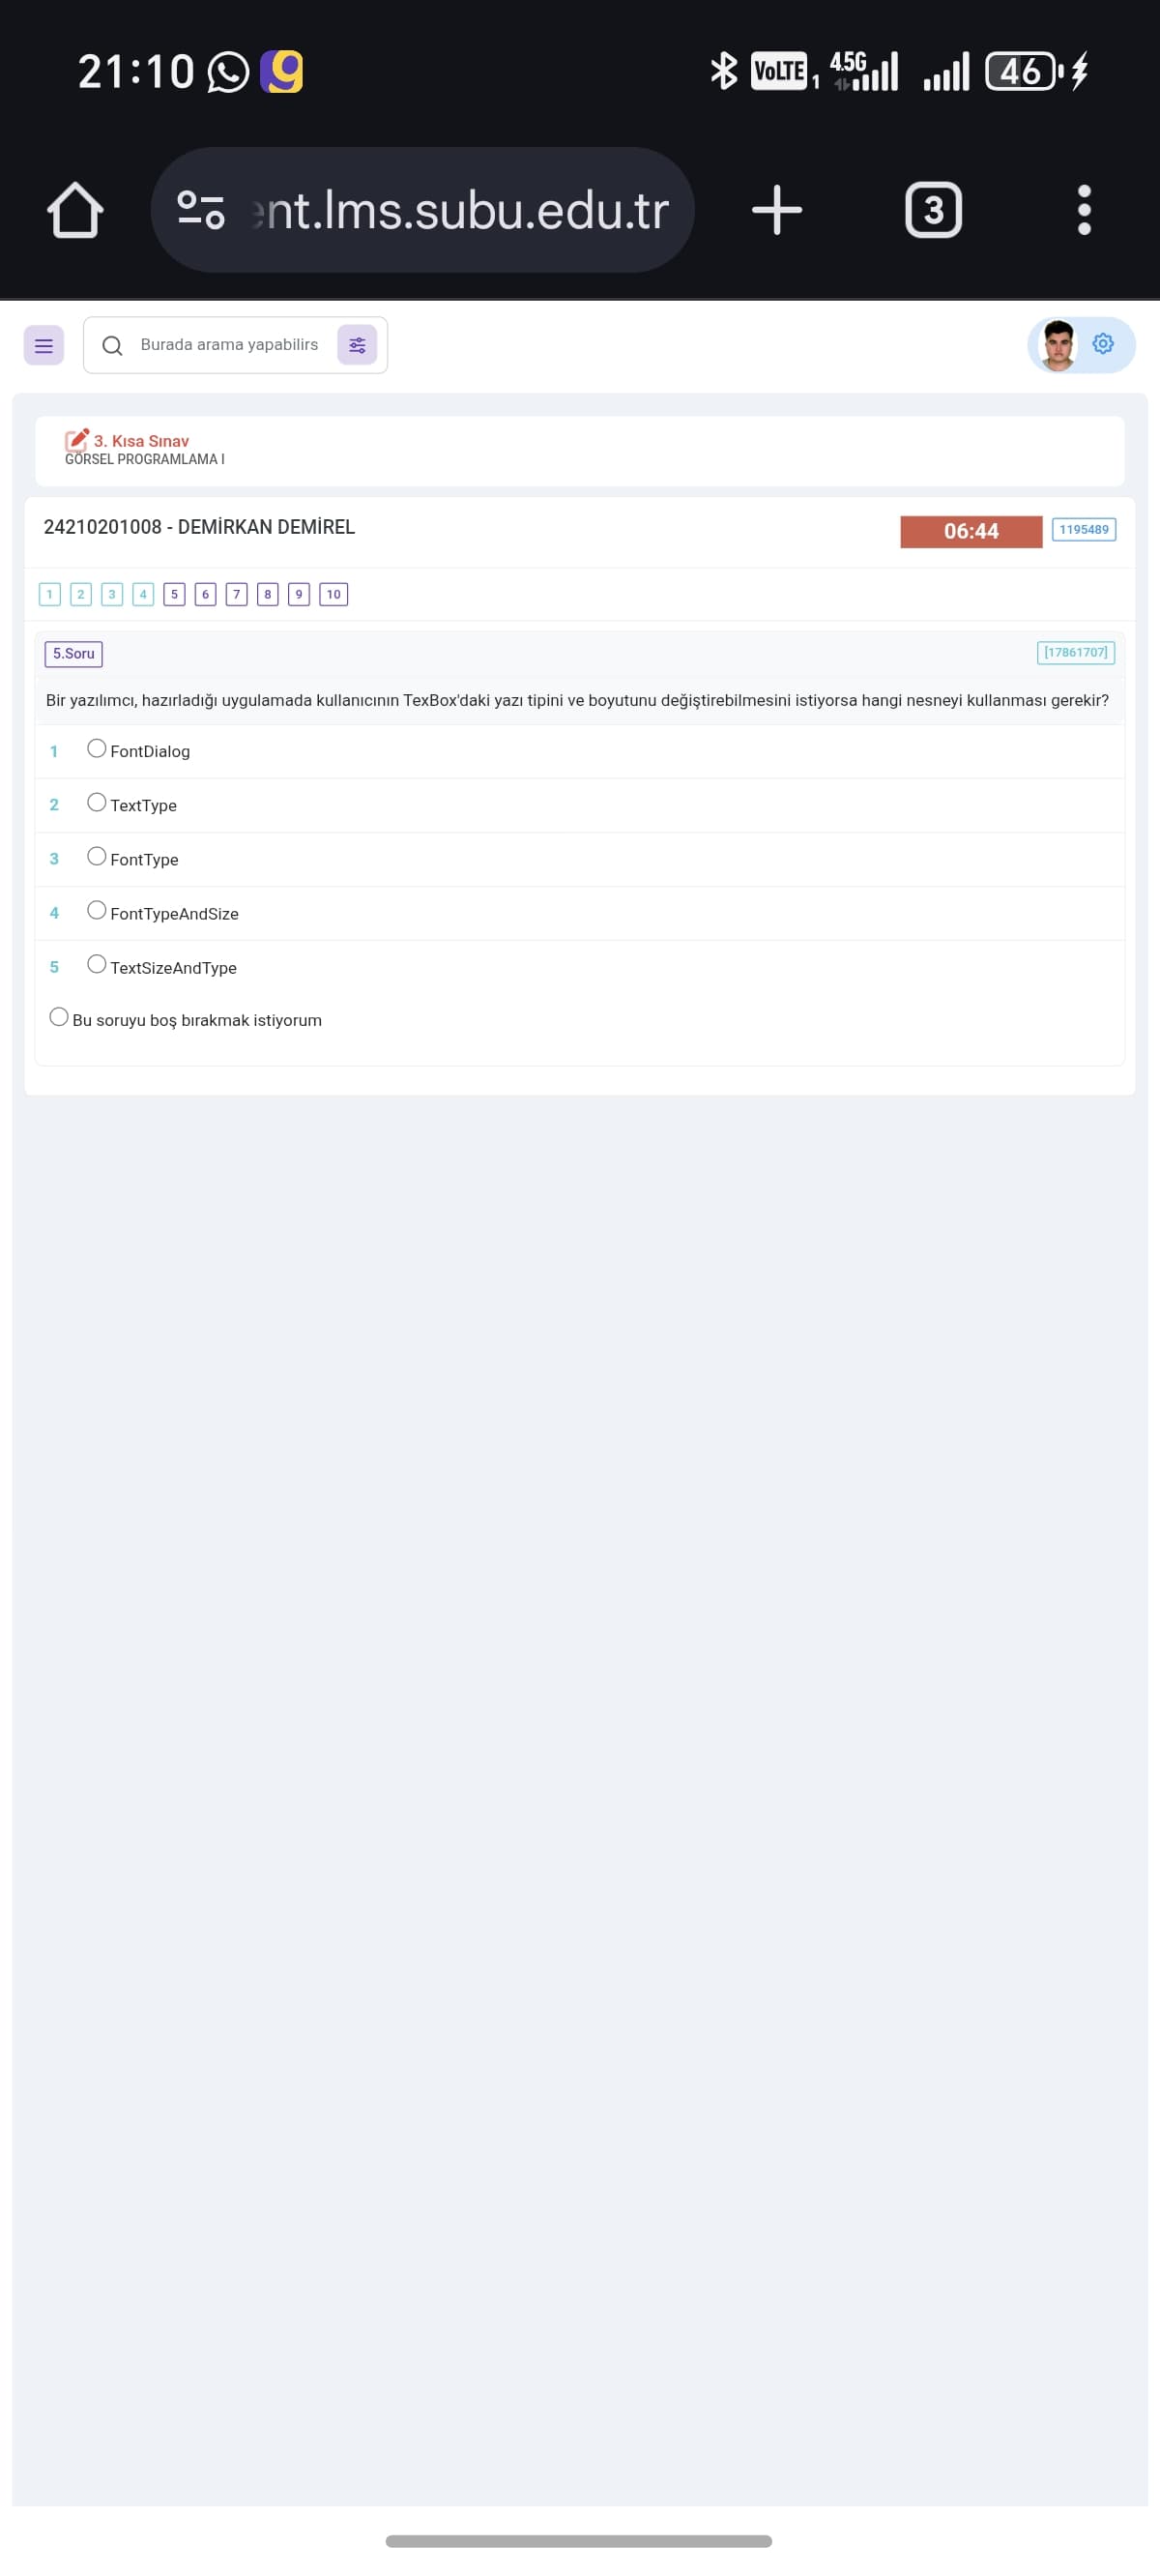 21:10
VoLTE 1 4.5G 46
ent.lms.subu.edu.tr
3
Burada arama yapabilirs
3. Kısa Sınav
GÖRSEL PROGRAMLAMA I
24210201008 - DEMİRKAN DEMİREL
06:44
1195489
1 2 3 4 5 6 7 8 9 10
5.Soru
[17861707]
Bir yazılımcı, hazırladığı uygulamada kullanıcının TexBox'daki yazı tipini ve boyutunu değiştirebilmesini istiyorsa hangi nesneyi kullanması gerekir?
1 FontDialog
2 TextType
3 FontType
4 FontTypeAndSize
5 TextSizeAndType
Bu soruyu boş bırakmak istiyorum